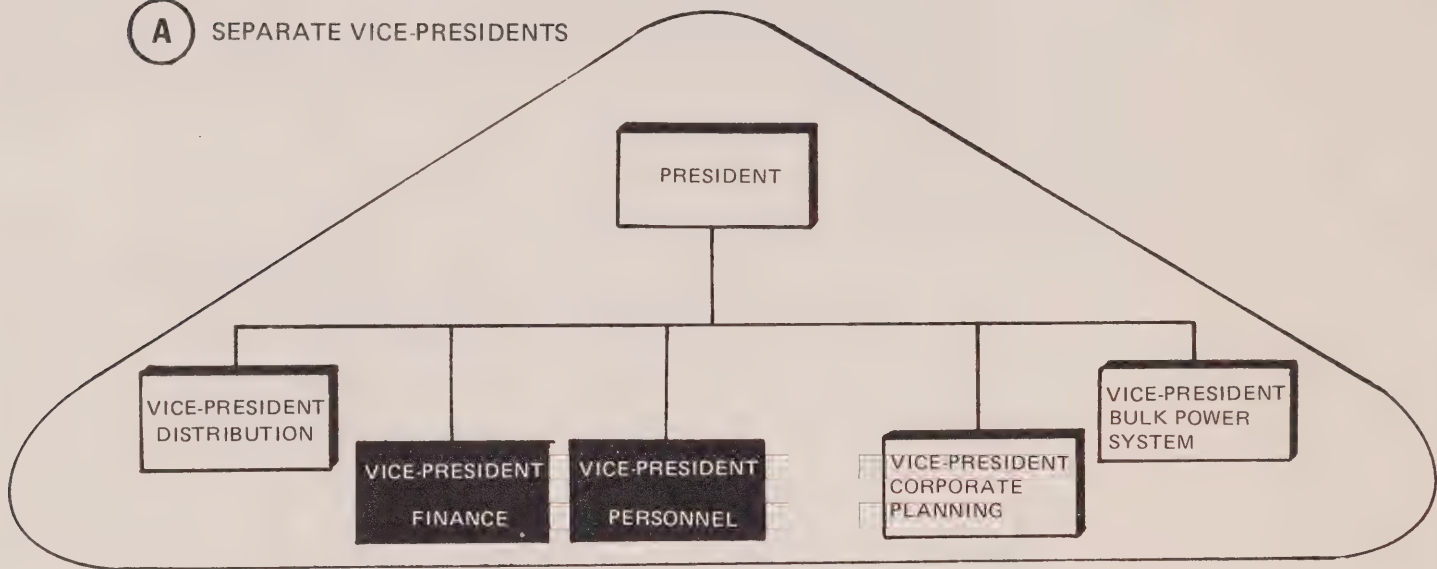 A SEPARATE VICE-PRESIDENTS
PRESIDENT
VICE-PRESIDENT
DISTRIBUTION
VICE-PRESIDENT
FINANCE
VICE-PRESIDENT
PERSONNEL
VICE-PRESIDENT
CORPORATE
PLANNING
VICE-PRESIDENT
BULK POWER
SYSTEM